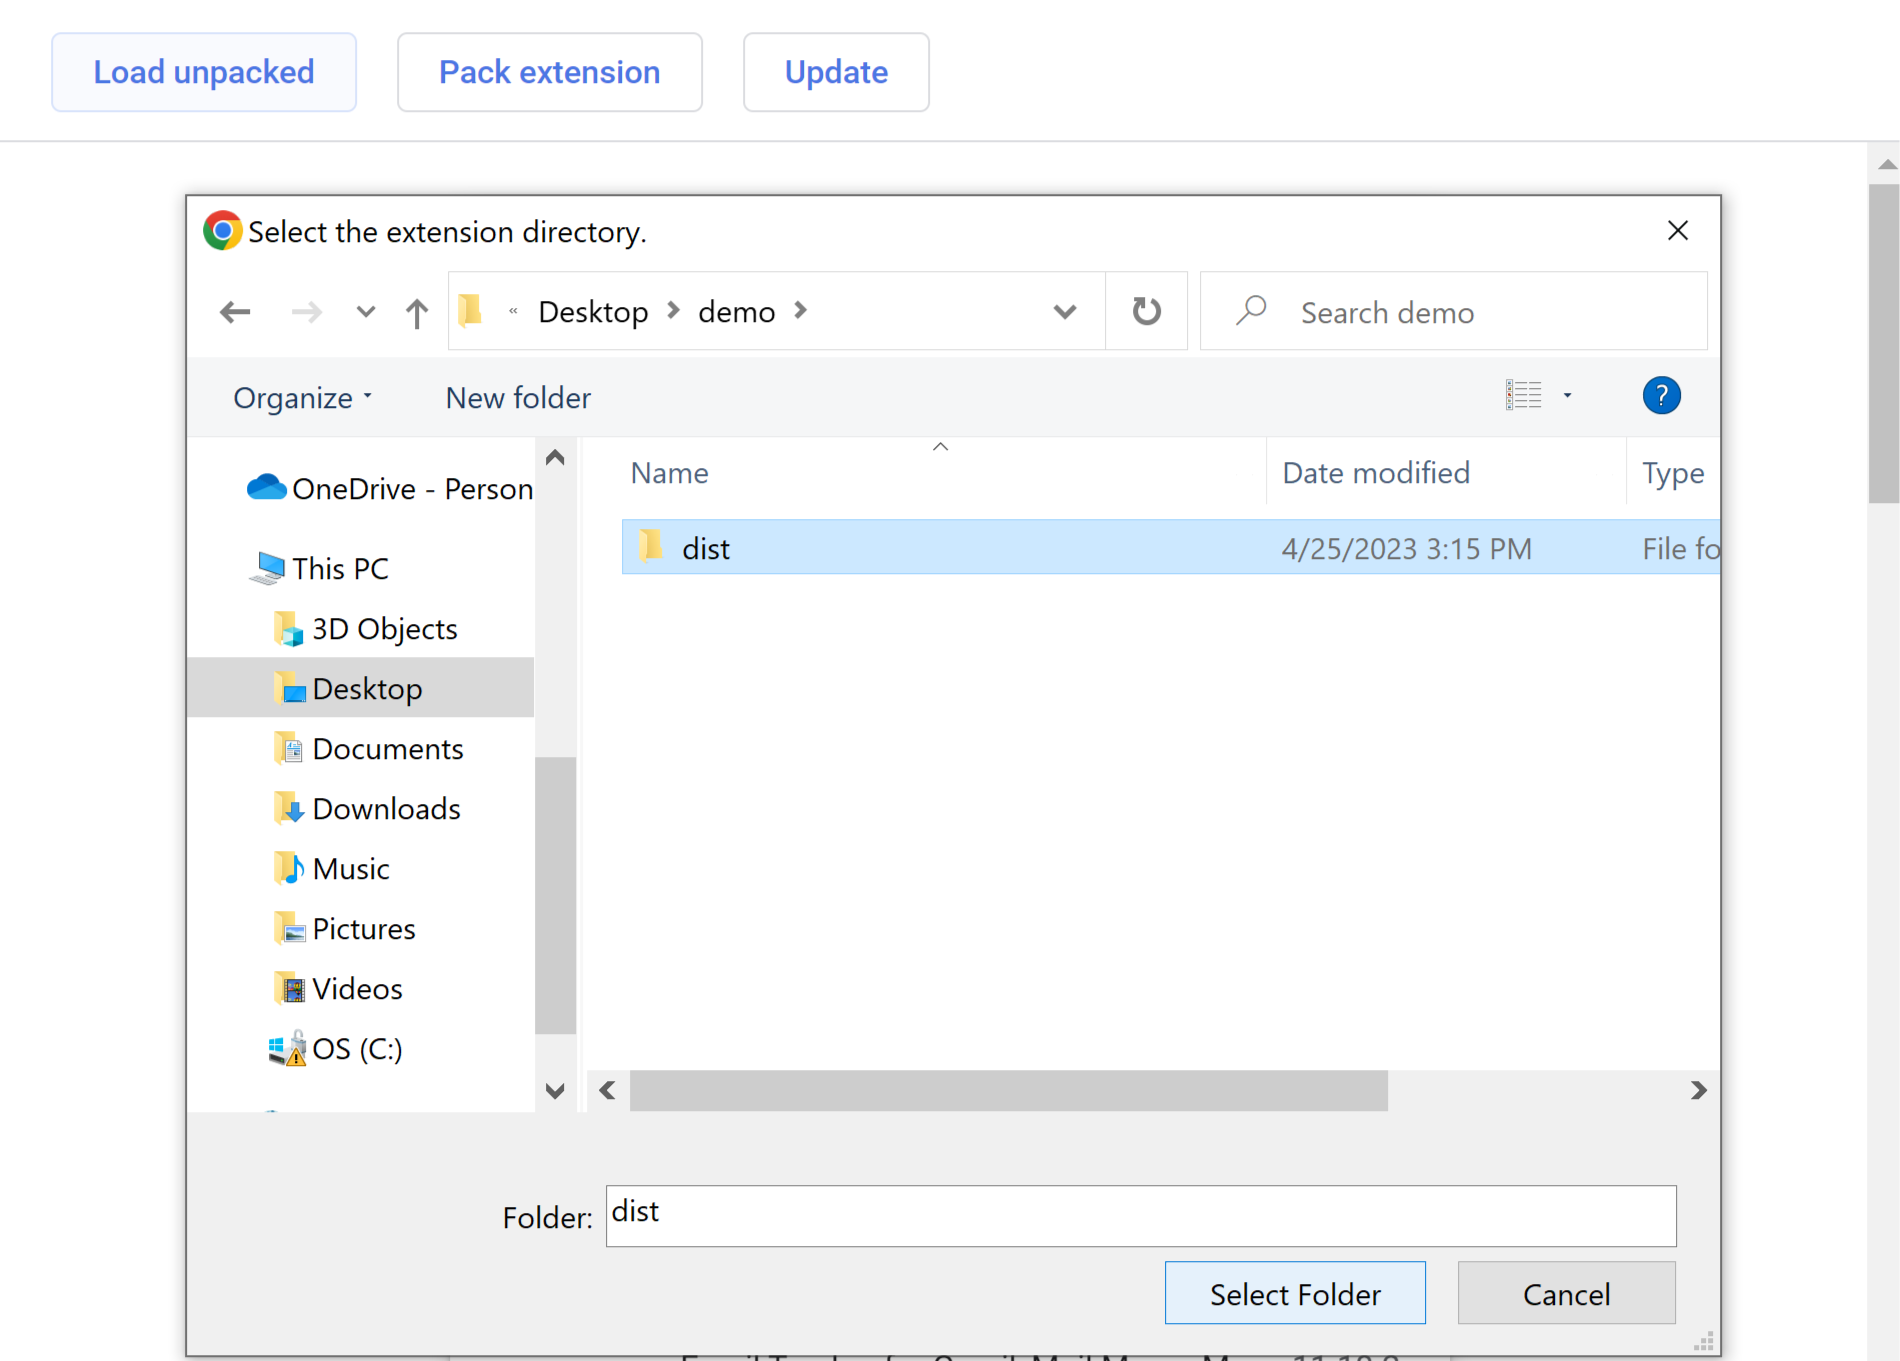 Load unpacked
Pack extension
Update
Select the extension directory.
« Desktop > demo >
Search demo
Organize
New folder
?
OneDrive - Person
This PC
3D Objects
Desktop
Documents
Downloads
Music
Pictures
Videos
OS (C:)
Name
Date modified
Type
dist
4/25/2023 3:15 PM
File fo
Folder:
dist
Select Folder
Cancel